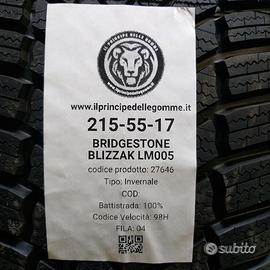 IL PRINCIPE DELLE GOMME
www.ilprincipedellegomme.it
215-55-17
BRIDGESTONE
BLIZZAK LM005
codice prodotto: 27646
Tipo: Invernale
COD:
Battistrada: 100%
Codice Velocità: 98H
FILA: 04
subito